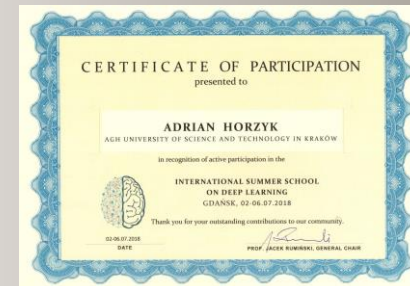 CERTIFICATE OF PARTICIPATION
presented to
ADRIAN HORZYK
AGH UNIVERSITY OF SCIENCE AND TECHNOLOGY IN KRAKÓW
in recognition of active participation in the
INTERNATIONAL SUMMER SCHOOL
ON DEEP LEARNING
GDAŃSK, 02-06.07.2018
Thank you for your outstanding contributions to our community.
02-06.07.2018
DATE
PROF. JACEK RUMIŃSKI, GENERAL CHAIR